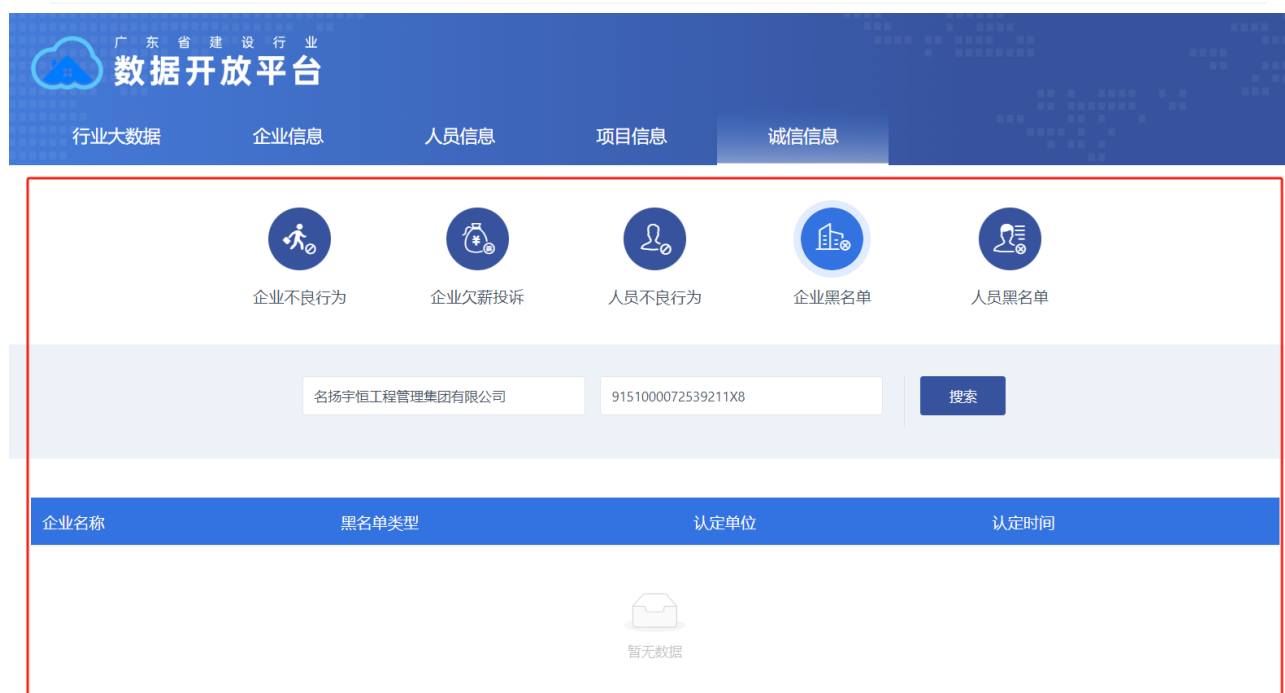 广东省建设行业
数据开放平台
行业大数据 企业信息 人员信息 项目信息 诚信信息
企业不良行为 企业欠薪投诉 人员不良行为 企业黑名单 人员黑名单
名扬宇恒工程管理集团有限公司 9151000072539211X8 搜索
企业名称 黑名单类型 认定单位 认定时间
暂无数据